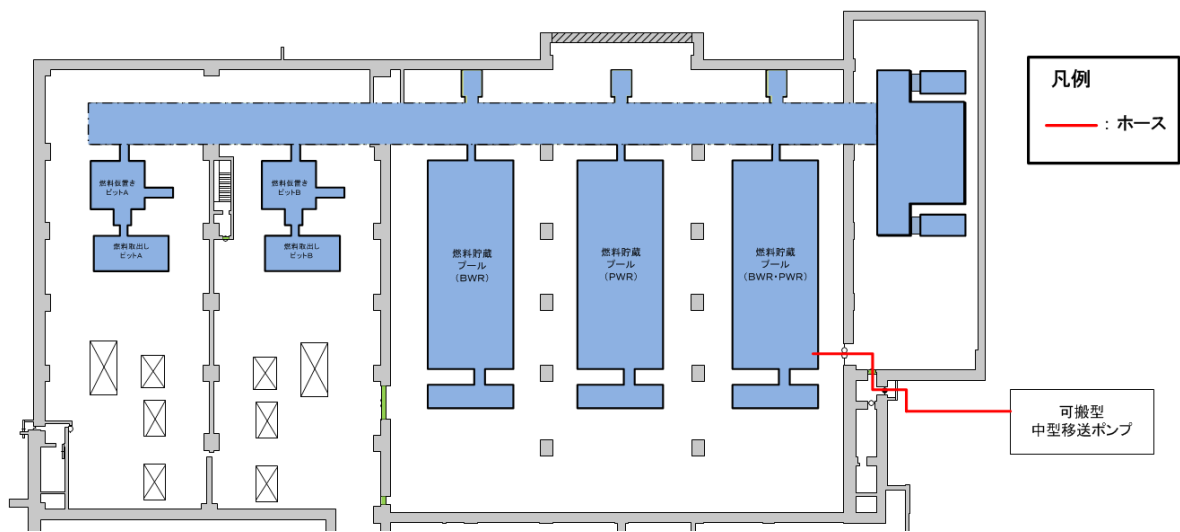 凡例
：ホース
燃料仮置き
ピットA
燃料仮置き
ピットB
燃料取出し
ピットA
燃料取出し
ピットB
燃料貯蔵
プール
（BWR）
燃料貯蔵
プール
（PWR）
燃料貯蔵
プール
（BWR・PWR）
可搬型
中型移送ポンプ